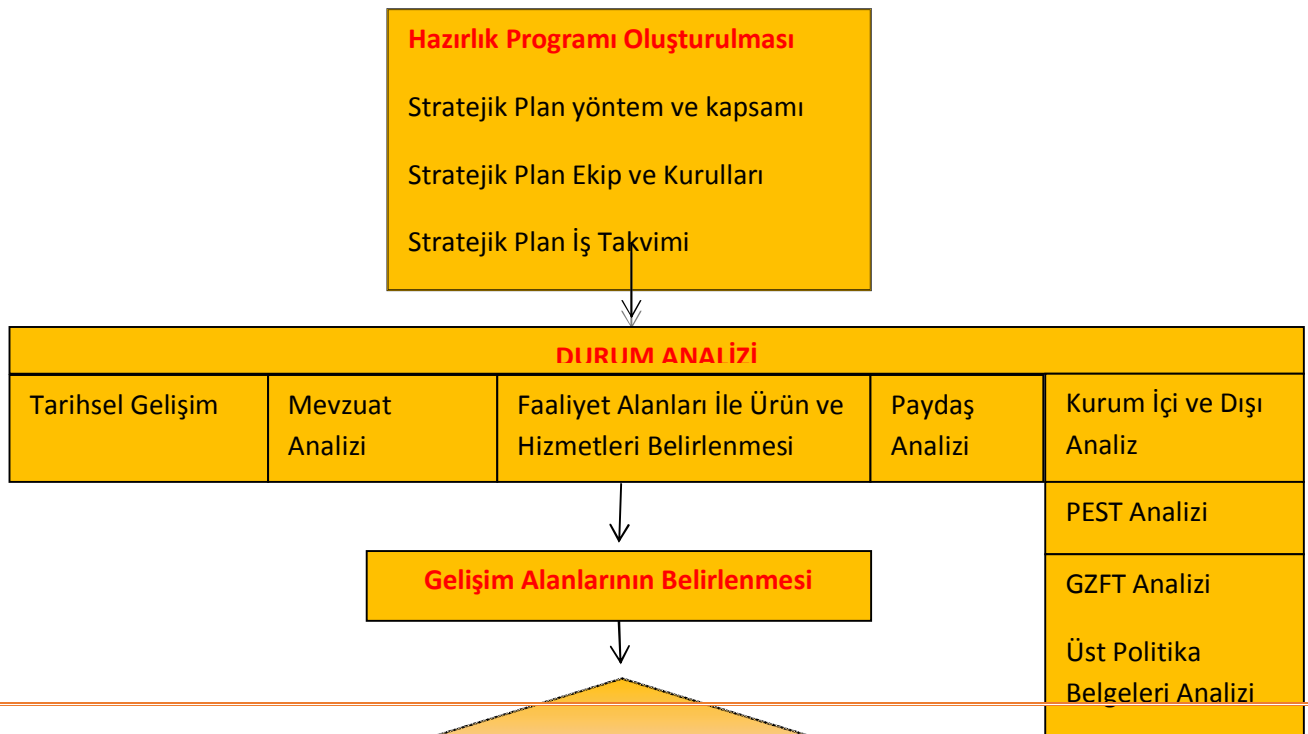 Hazırlık Programı Oluşturulması
Stratejik Plan yöntem ve kapsamı
Stratejik Plan Ekip ve Kurulları
Stratejik Plan İş Takvimi
DURUM ANALİZİ
Tarihsel Gelişim
Mevzuat
Analizi
Faaliyet Alanları İle Ürün ve
Hizmetleri Belirlenmesi
Paydaş
Analizi
Kurum İçi ve Dışı
Analiz
PEST Analizi
GZFT Analizi
Üst Politika
Belgeleri Analizi
Gelişim Alanlarının Belirlenmesi